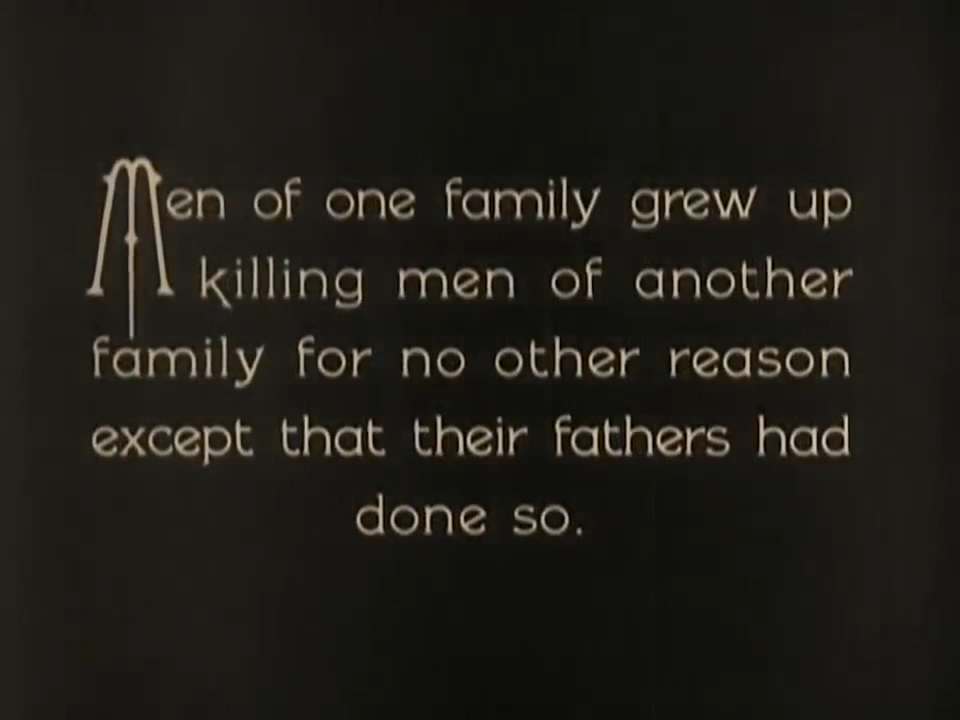 Men of one family grew up
killing men of another
family for no other reason
except that their fathers had
done so.